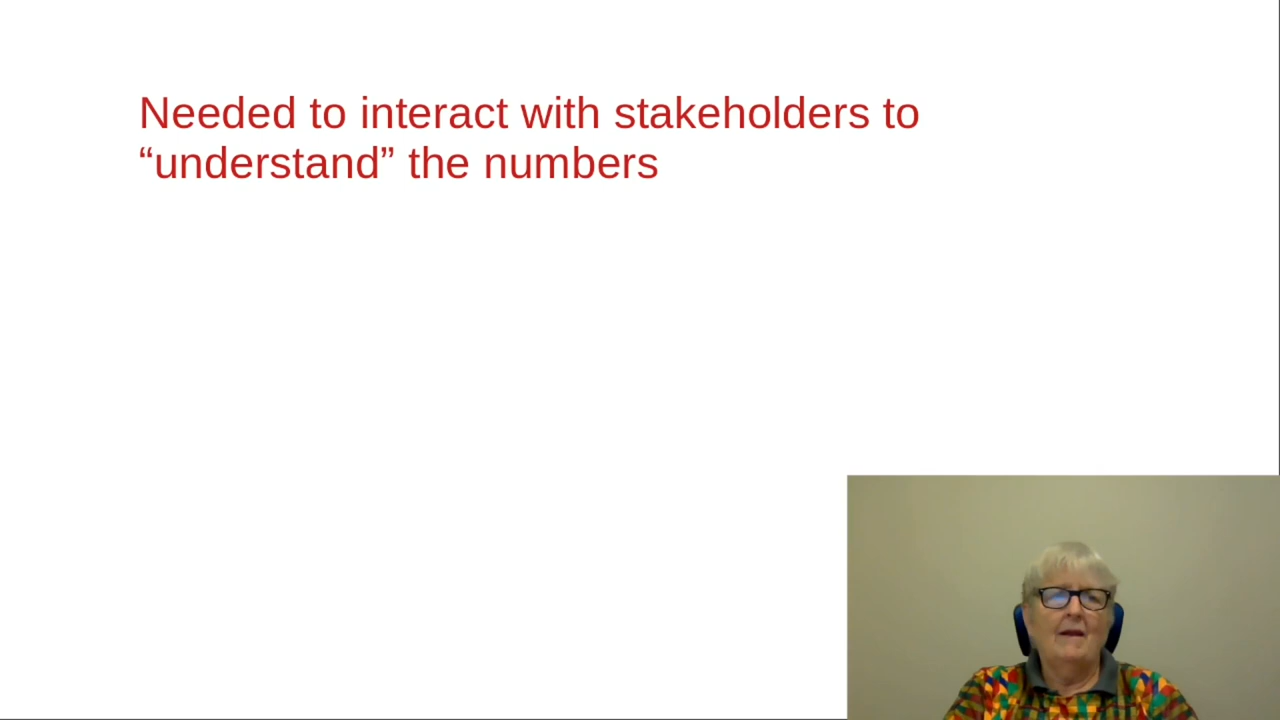 Needed to interact with stakeholders to
“understand” the numbers